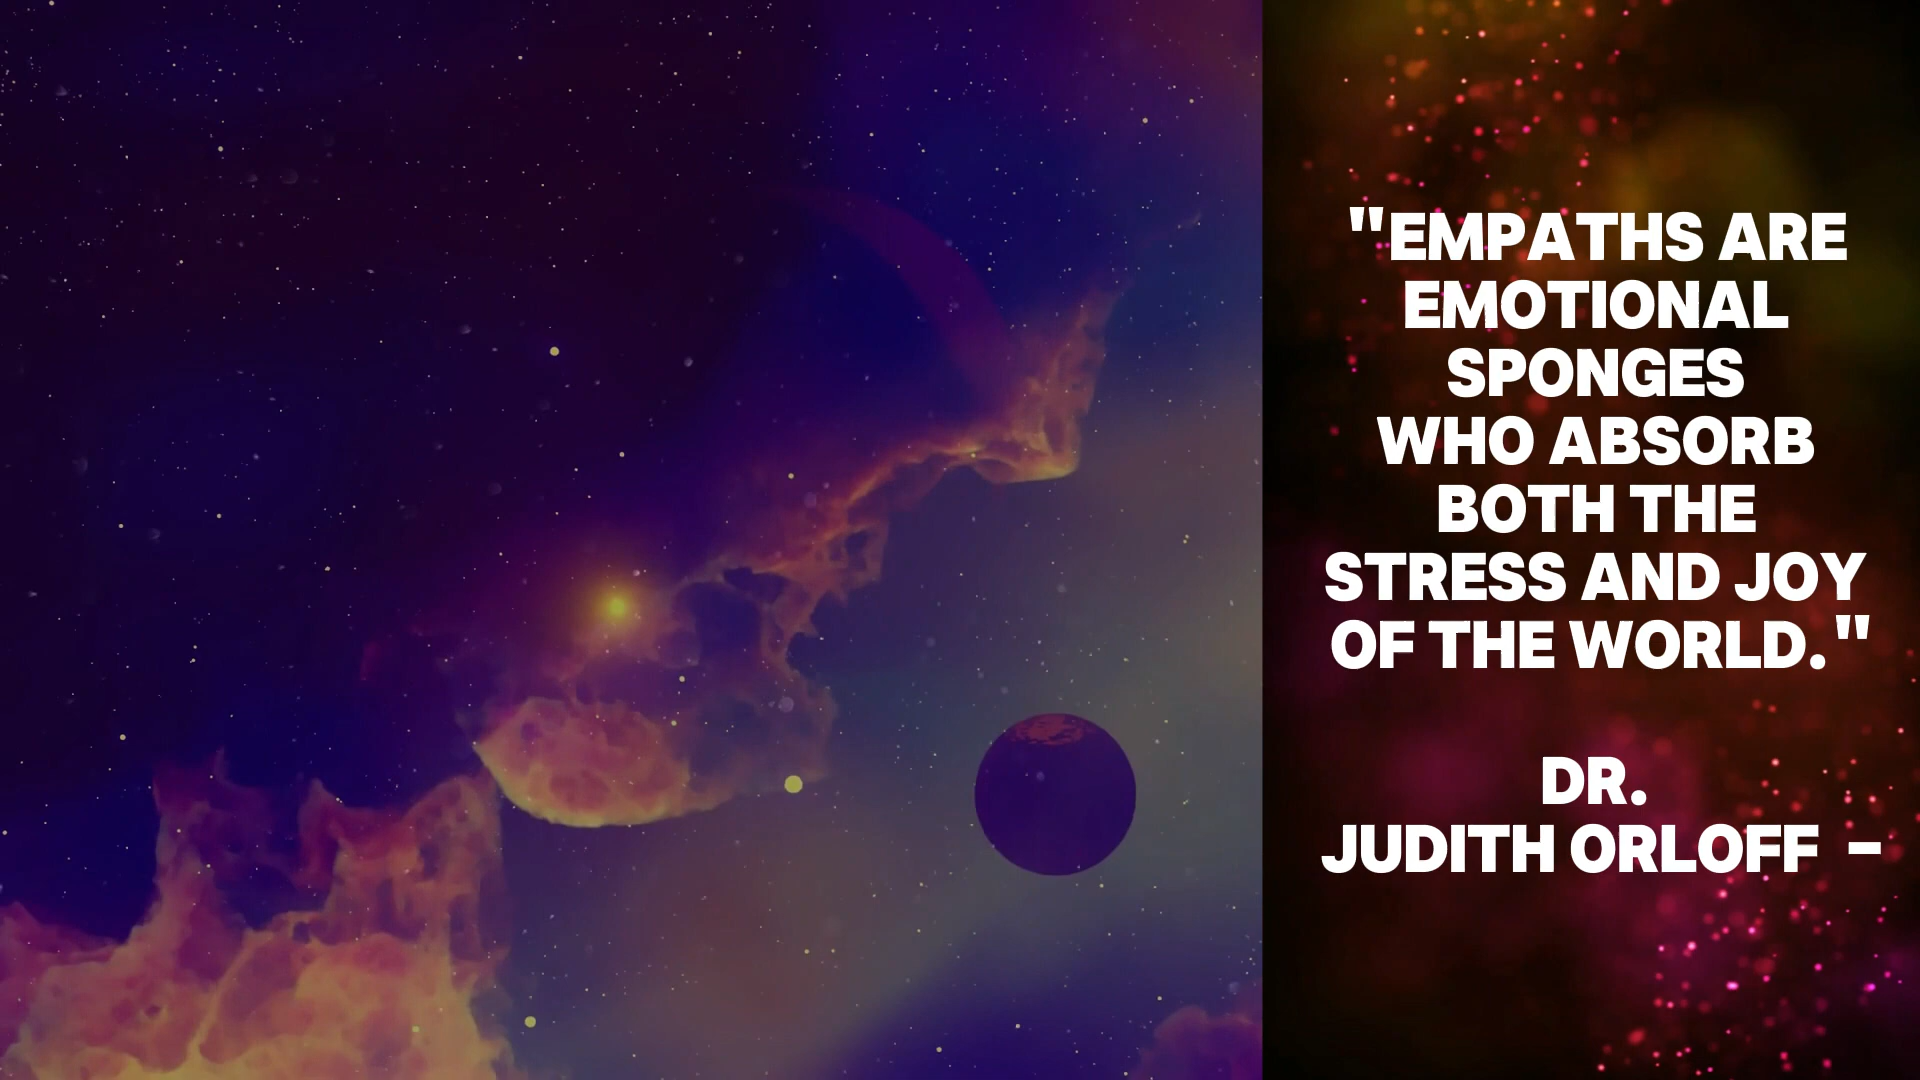 "EMPATHS ARE
EMOTIONAL
SPONGES
WHO ABSORB
BOTH THE
STRESS AND JOY
OF THE WORLD."
DR.
JUDITH ORLOFF -